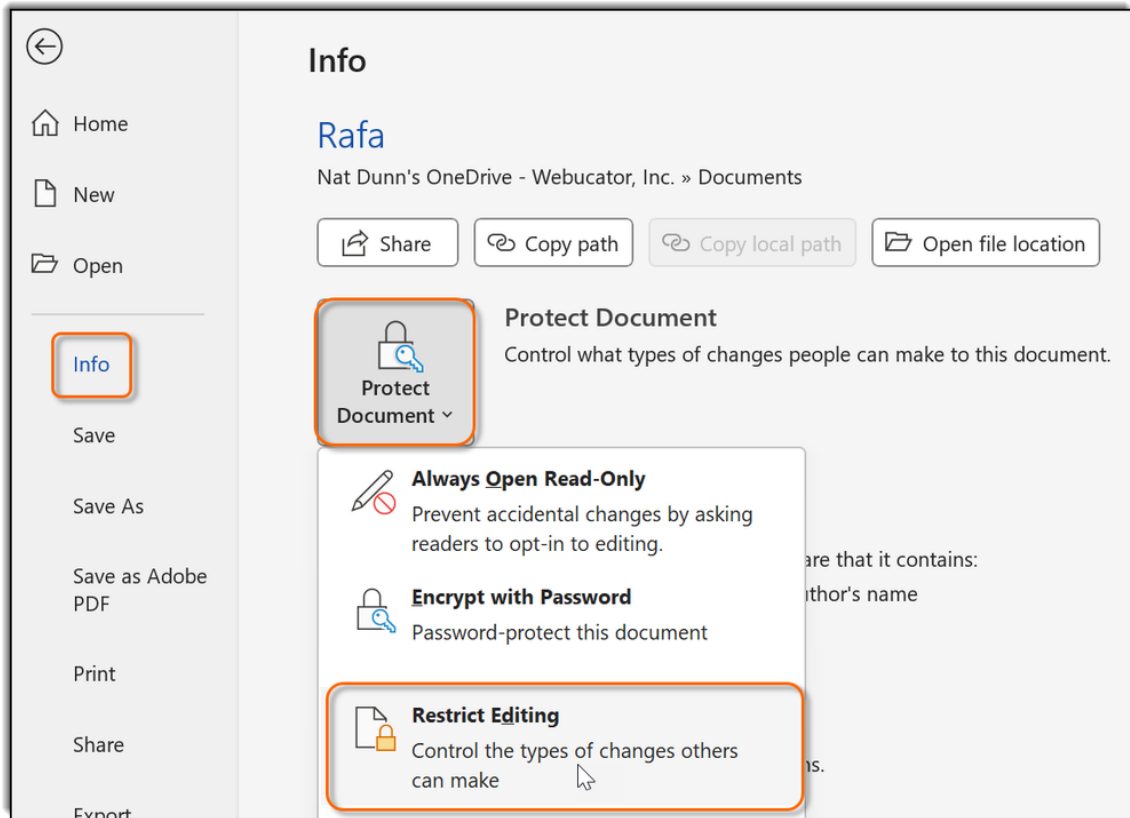 Info
Rafa
Nat Dunn's OneDrive - Webucator, Inc. » Documents
Home
New
Open
Info
Save
Save As
Save as Adobe
PDF
Print
Share
Export
Share
Copy path
Copy local path
Open file location
Protect
Document
Protect Document
Control what types of changes people can make to this document.
Always Open Read-Only
Prevent accidental changes by asking
readers to opt-in to editing.
Encrypt with Password
Password-protect this document
Restrict Editing
Control the types of changes others
can make
that it contains:
name